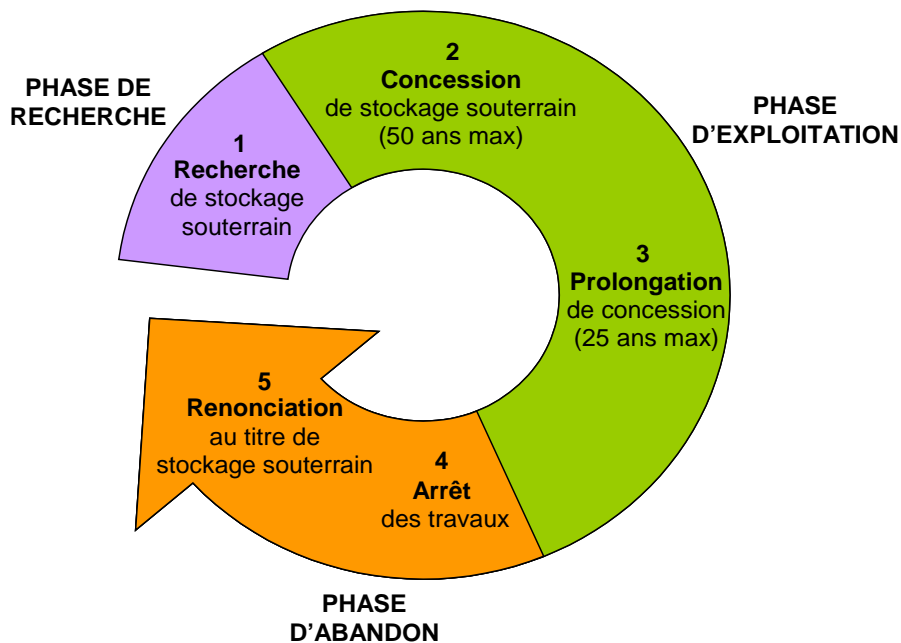 PHASE DE
RECHERCHE
1
Recherche
de stockage
souterrain
2
Concession
de stockage souterrain
(50 ans max)
PHASE
D'EXPLOITATION
3
Prolongation
de concession
(25 ans max)
4
Arrêt
des travaux
5
Renonciation
au titre de
stockage souterrain
PHASE
D'ABANDON